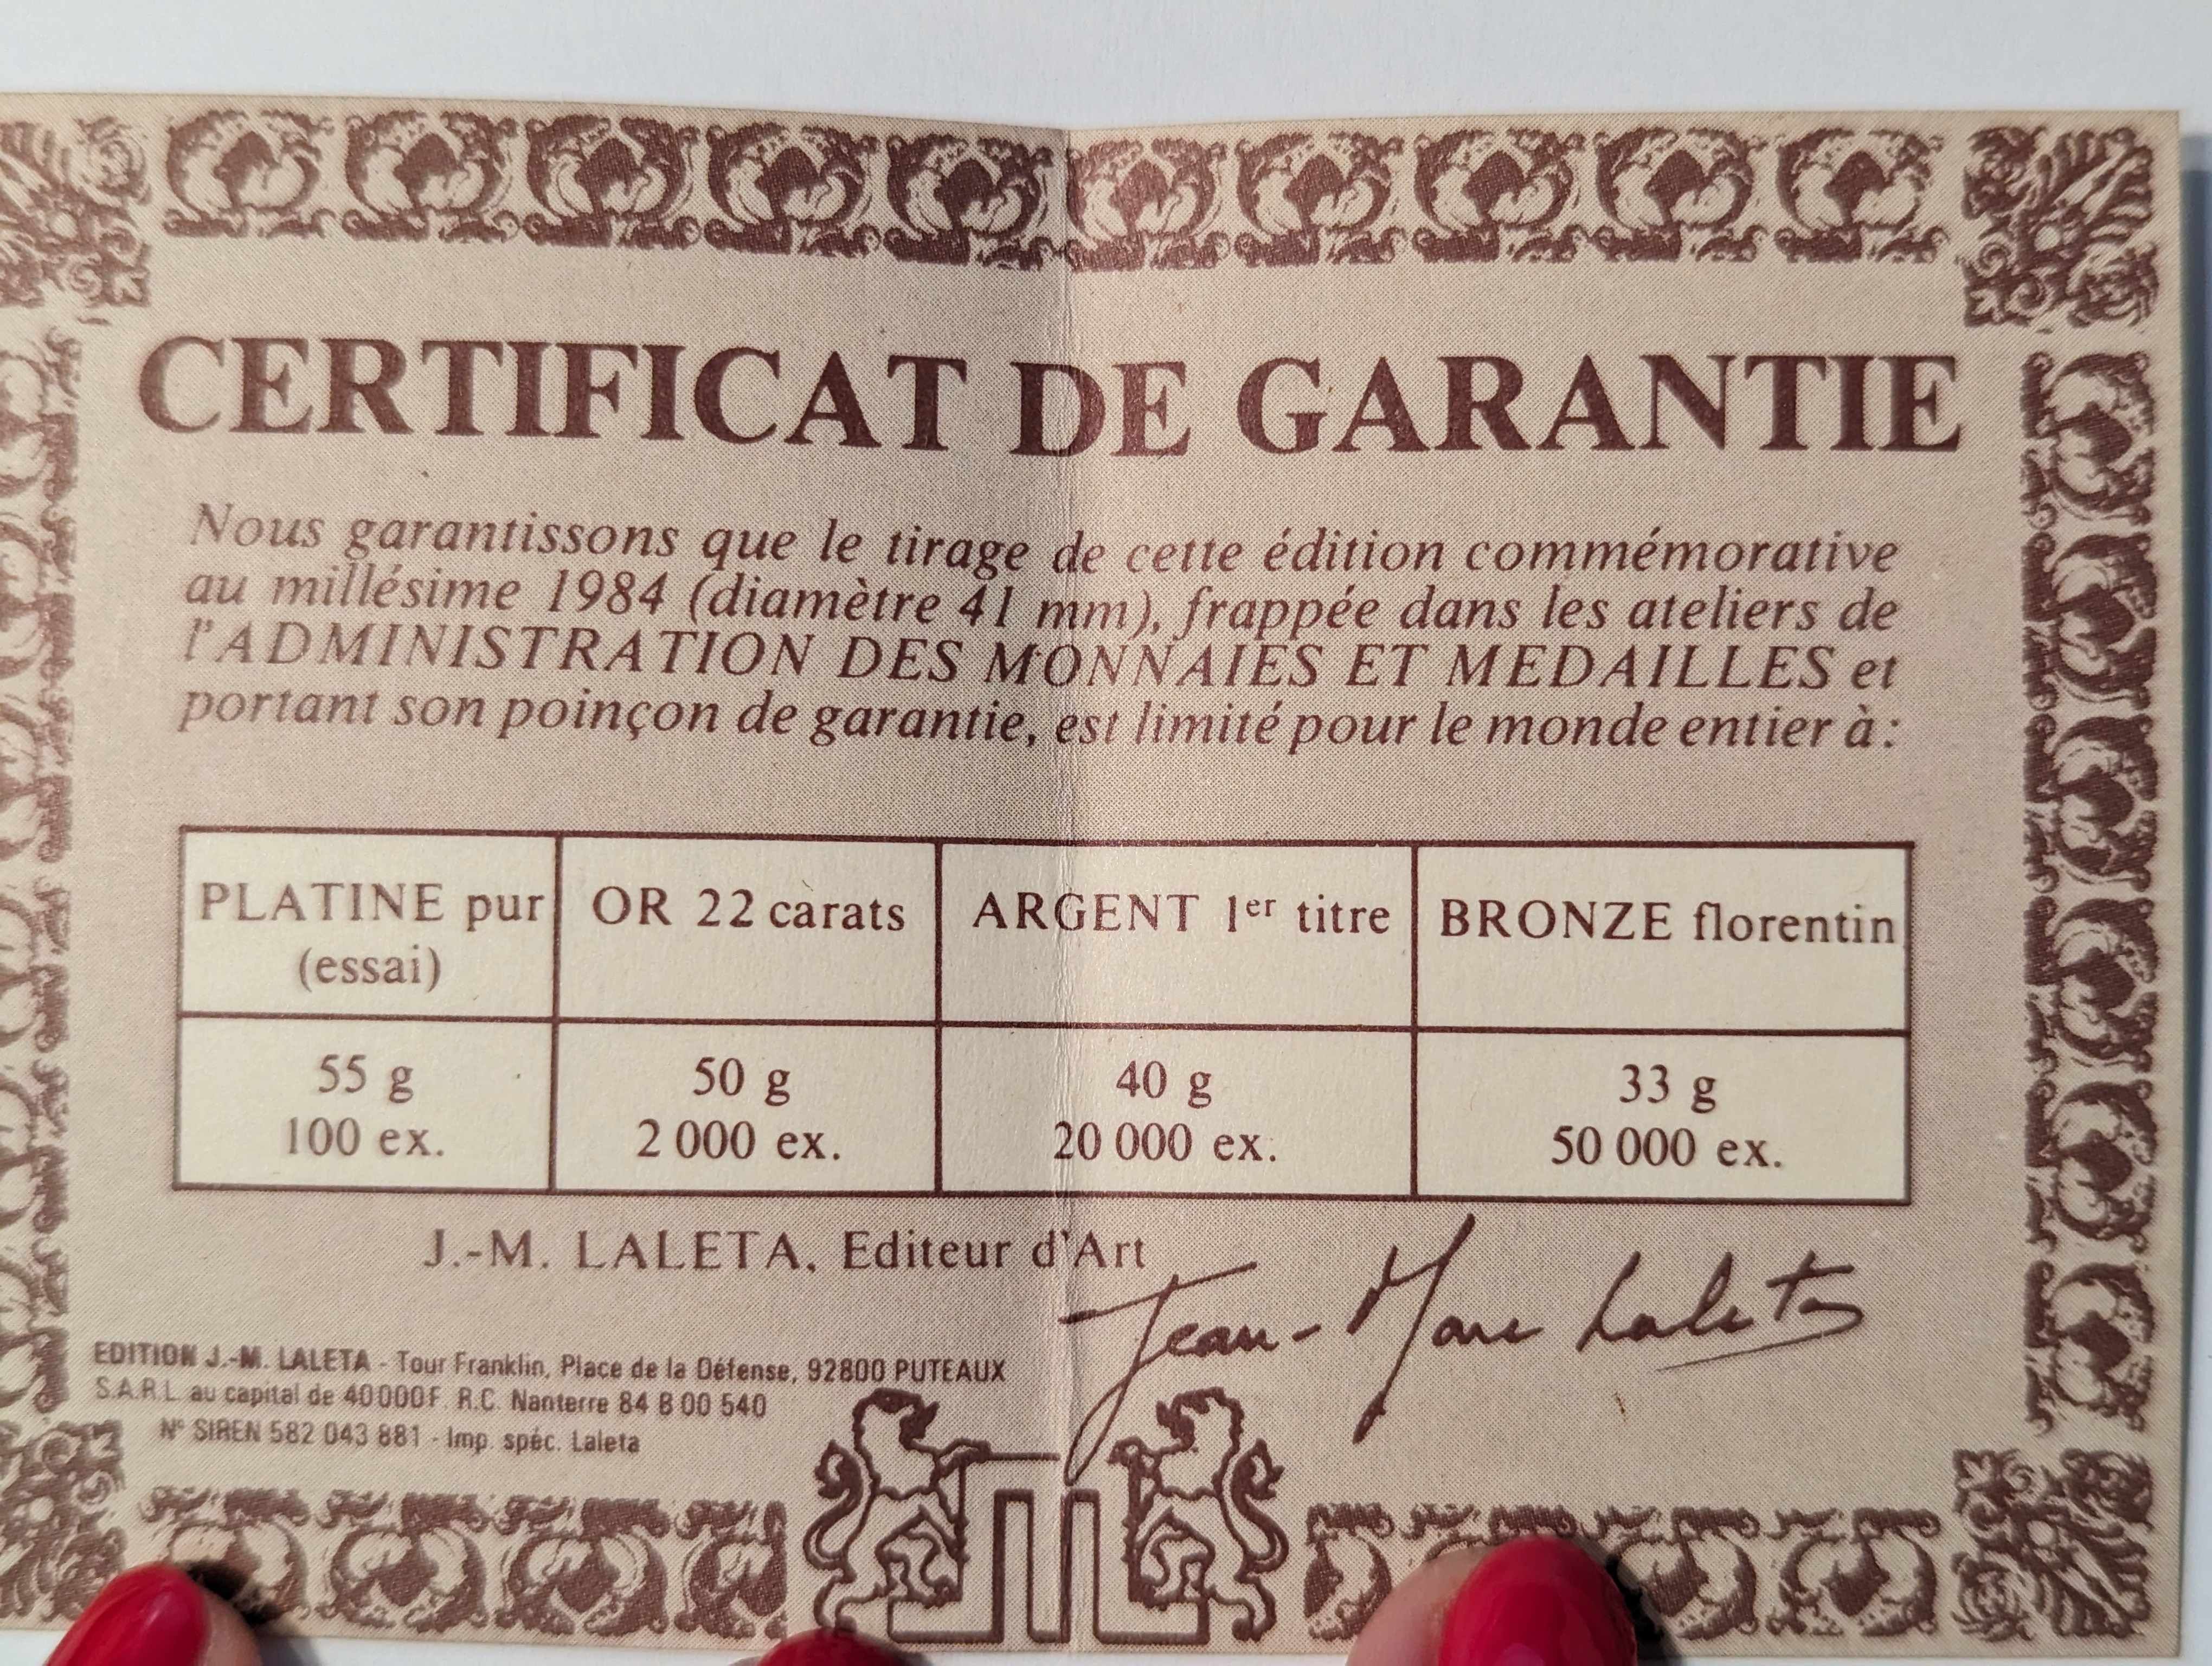 CERTIFICAT DE GARANTIE
Nous garantissons que le tirage de cette édition commémorative
au millésime 1984 (diamètre 41 mm), frappée dans les ateliers de
l'ADMINISTRATION DES MONNAIES ET MEDAILLES et
portant son poinçon de garantie, est limité pour le monde entier à :
PLATINE pur
(essai)
OR 22 carats
ARGENT 1er titre
BRONZE florentin
55 g
100 ex.
50 g
2 000 ex.
40 g
20 000 ex.
33 g
50 000 ex.
J.-M. LALETA, Editeur d'Art
Jean-Marc Laleta
EDITION J.-M. LALETA - Tour Franklin, Place de la Défense, 92800 PUTEAUX
S.A.R.L. au capital de 40000 F. R.C. Nanterre 84 B 00 540
N° SIREN 582 043 881 - Imp. spéc. Laleta